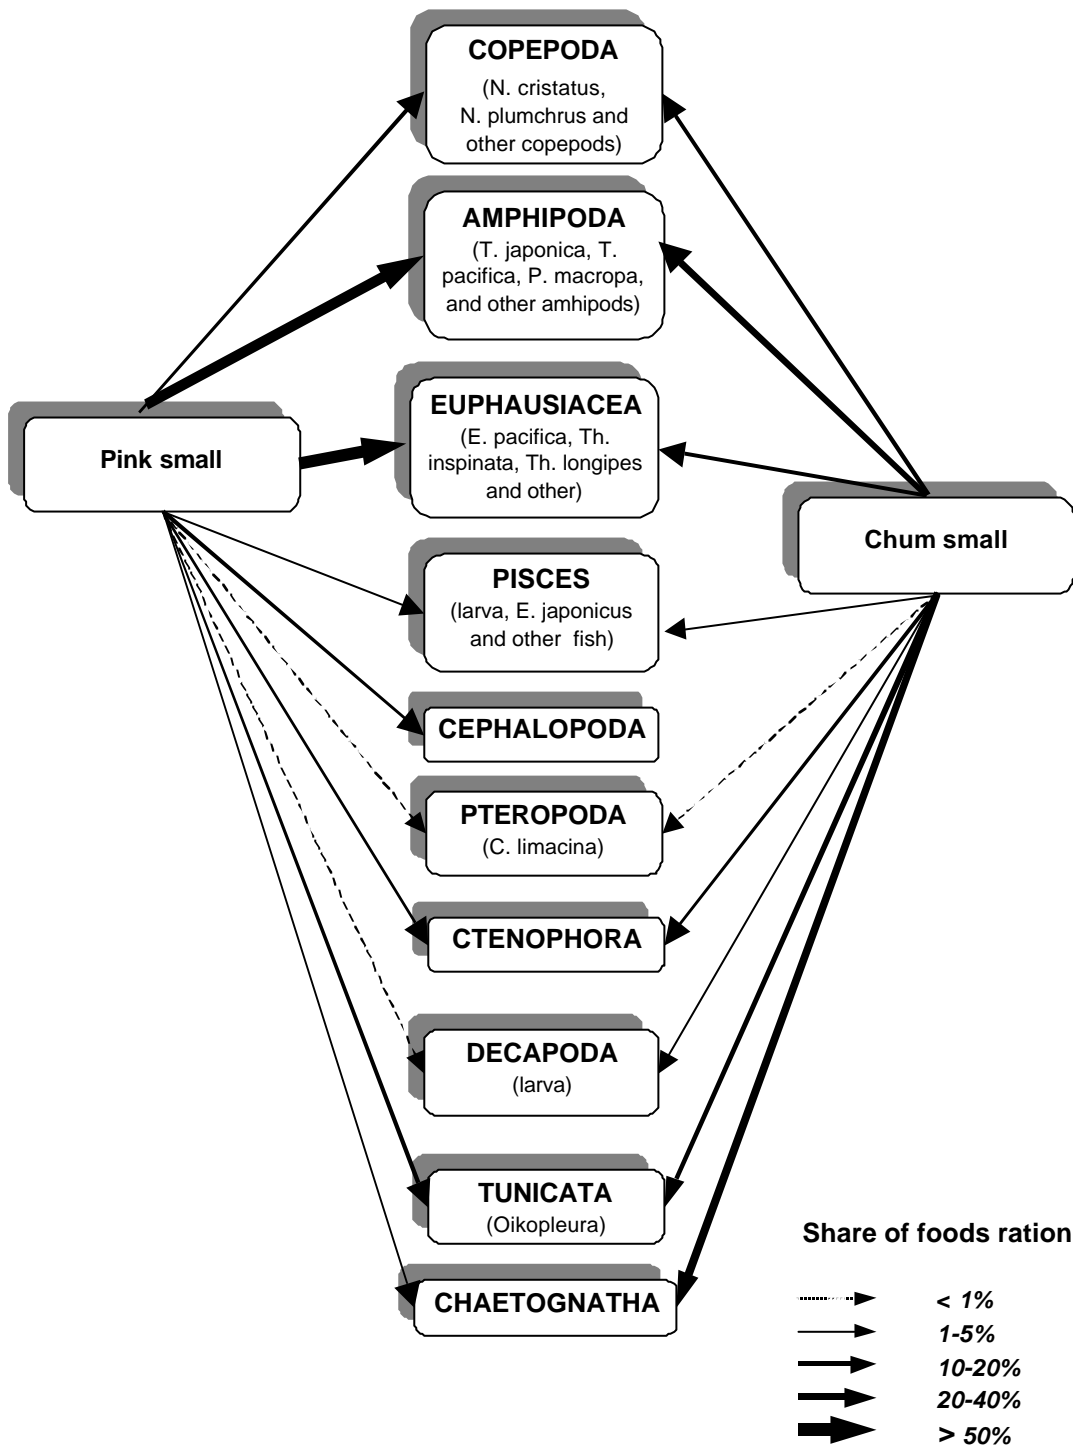 COPEPODA
(N. cristatus,
N. plumchrus and
other copepods)
AMPHIPODA
(T. japonica, T.
pacifica, P. macropa,
and other amhipods)
EUPHAUSIACEA
(E. pacifica, Th.
inspinata, Th. longipes
and other)
Pink small
Chum small
PISCES
(larva, E. japonicus
and other fish)
CEPHALOPODA
PTEROPODA
(C. limacina)
CTENOPHORA
DECAPODA
(larva)
TUNICATA
(Oikopleura)
CHAETOGNATHA
Share of foods ration
< 1%
1-5%
10-20%
20-40%
> 50%